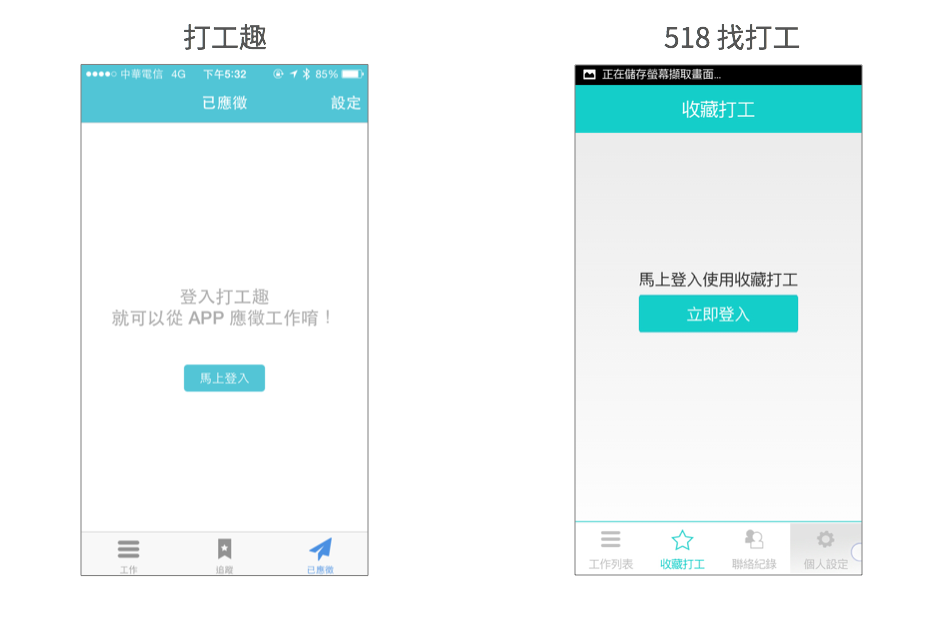 打工趣
中華電信 4G 下午5:32 85%
已應徵 設定
登入打工趣
就可以從 APP 應徵工作唷！
馬上登入
工作 追蹤 已應徵
518 找打工
正在儲存螢幕擷取畫面...
收藏打工
馬上登入使用收藏打工
立即登入
工作列表 收藏打工 聯絡紀錄 個人設定